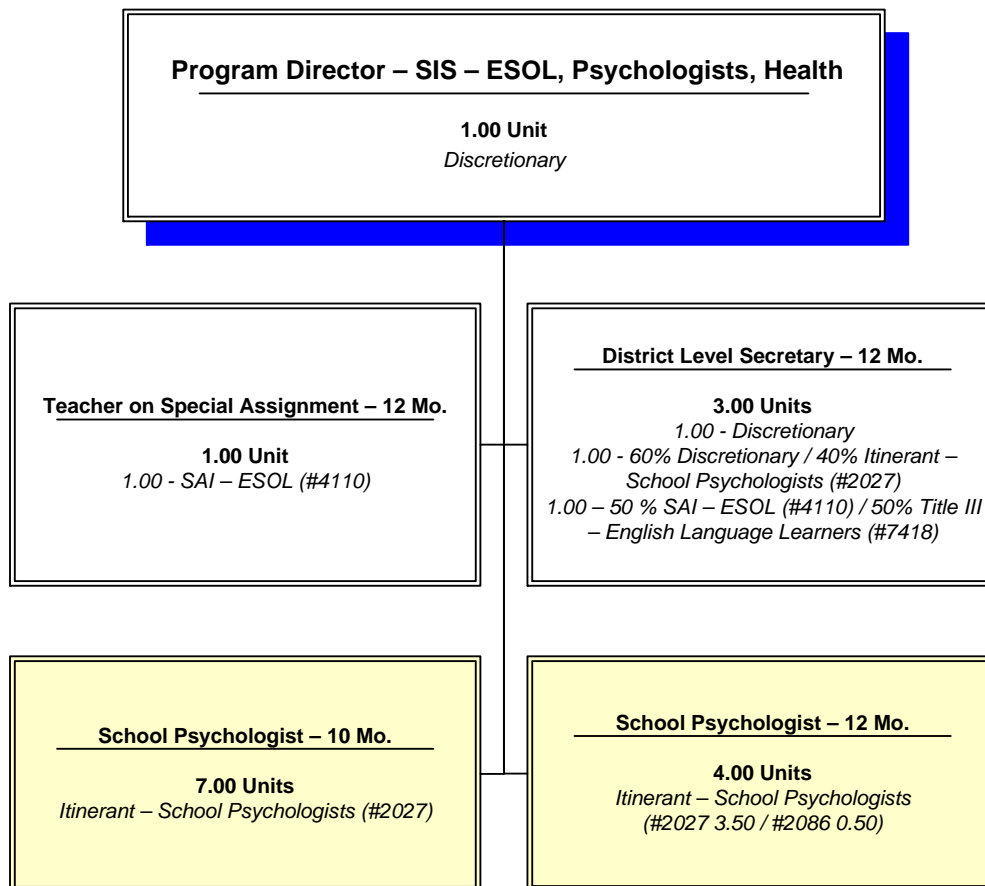 Program Director – SIS – ESOL, Psychologists, Health
1.00 Unit
Discretionary
Teacher on Special Assignment – 12 Mo.
1.00 Unit
1.00 - SAI – ESOL (#4110)
District Level Secretary – 12 Mo.
3.00 Units
1.00 - Discretionary
1.00 - 60% Discretionary / 40% Itinerant –
School Psychologists (#2027)
1.00 – 50 % SAI – ESOL (#4110) / 50% Title III
– English Language Learners (#7418)
School Psychologist – 10 Mo.
7.00 Units
Itinerant – School Psychologists (#2027)
School Psychologist – 12 Mo.
4.00 Units
Itinerant – School Psychologists
(#2027 3.50 / #2086 0.50)